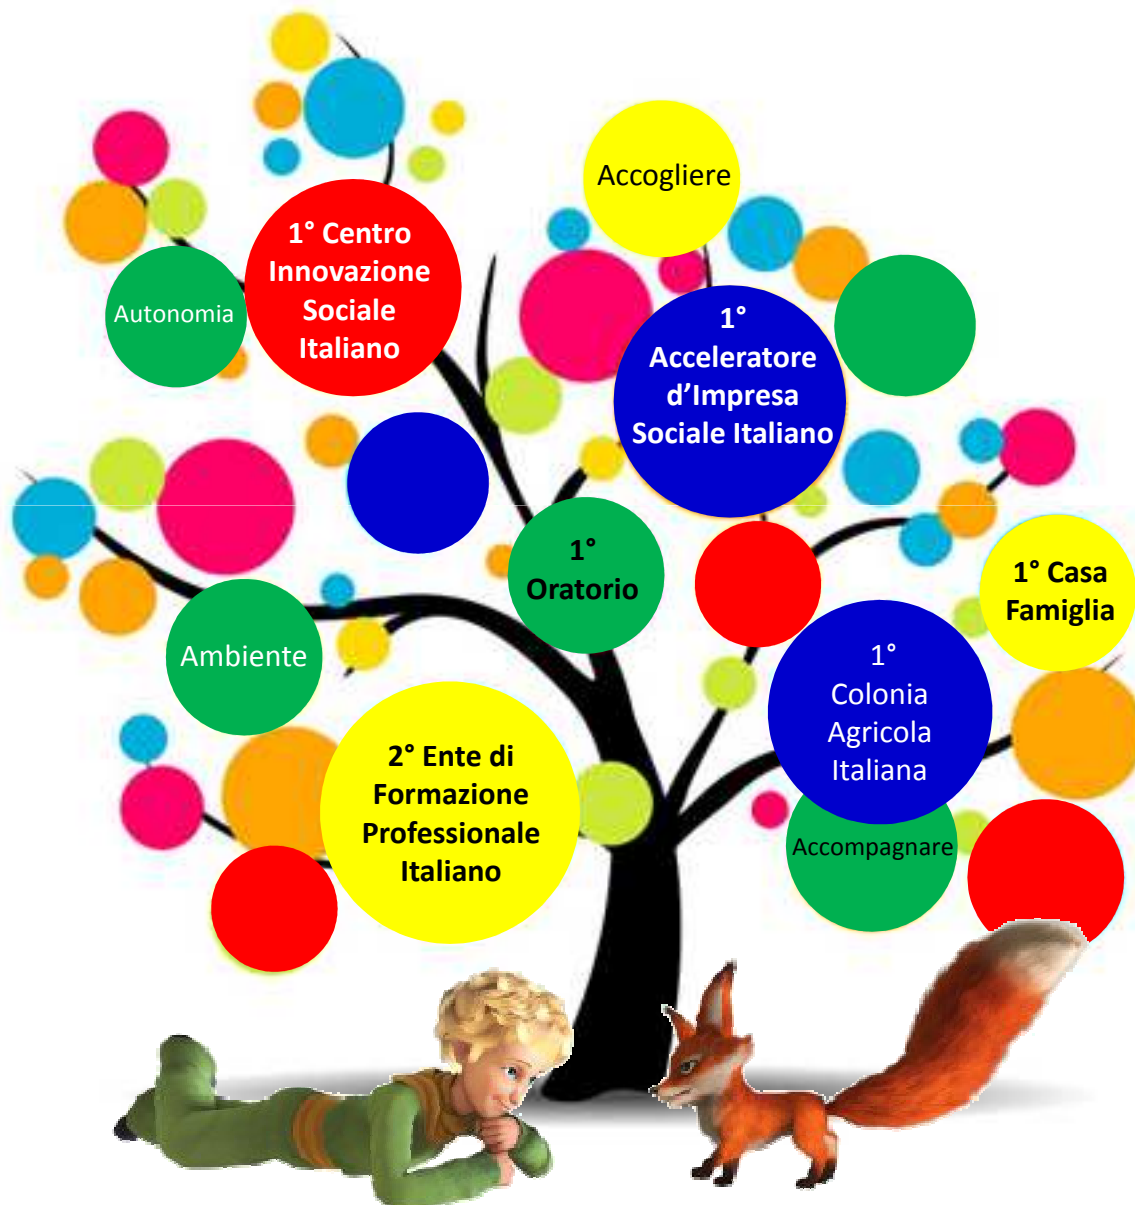 Accogliere
1° Centro
Innovazione
Sociale
Italiano
Autonomia
1°
Acceleratore
d’Impresa
Sociale Italiano
1°
Oratorio
1° Casa
Famiglia
Ambiente
1°
Colonia
Agricola
Italiana
2° Ente di
Formazione
Professionale
Italiano
Accompagnare